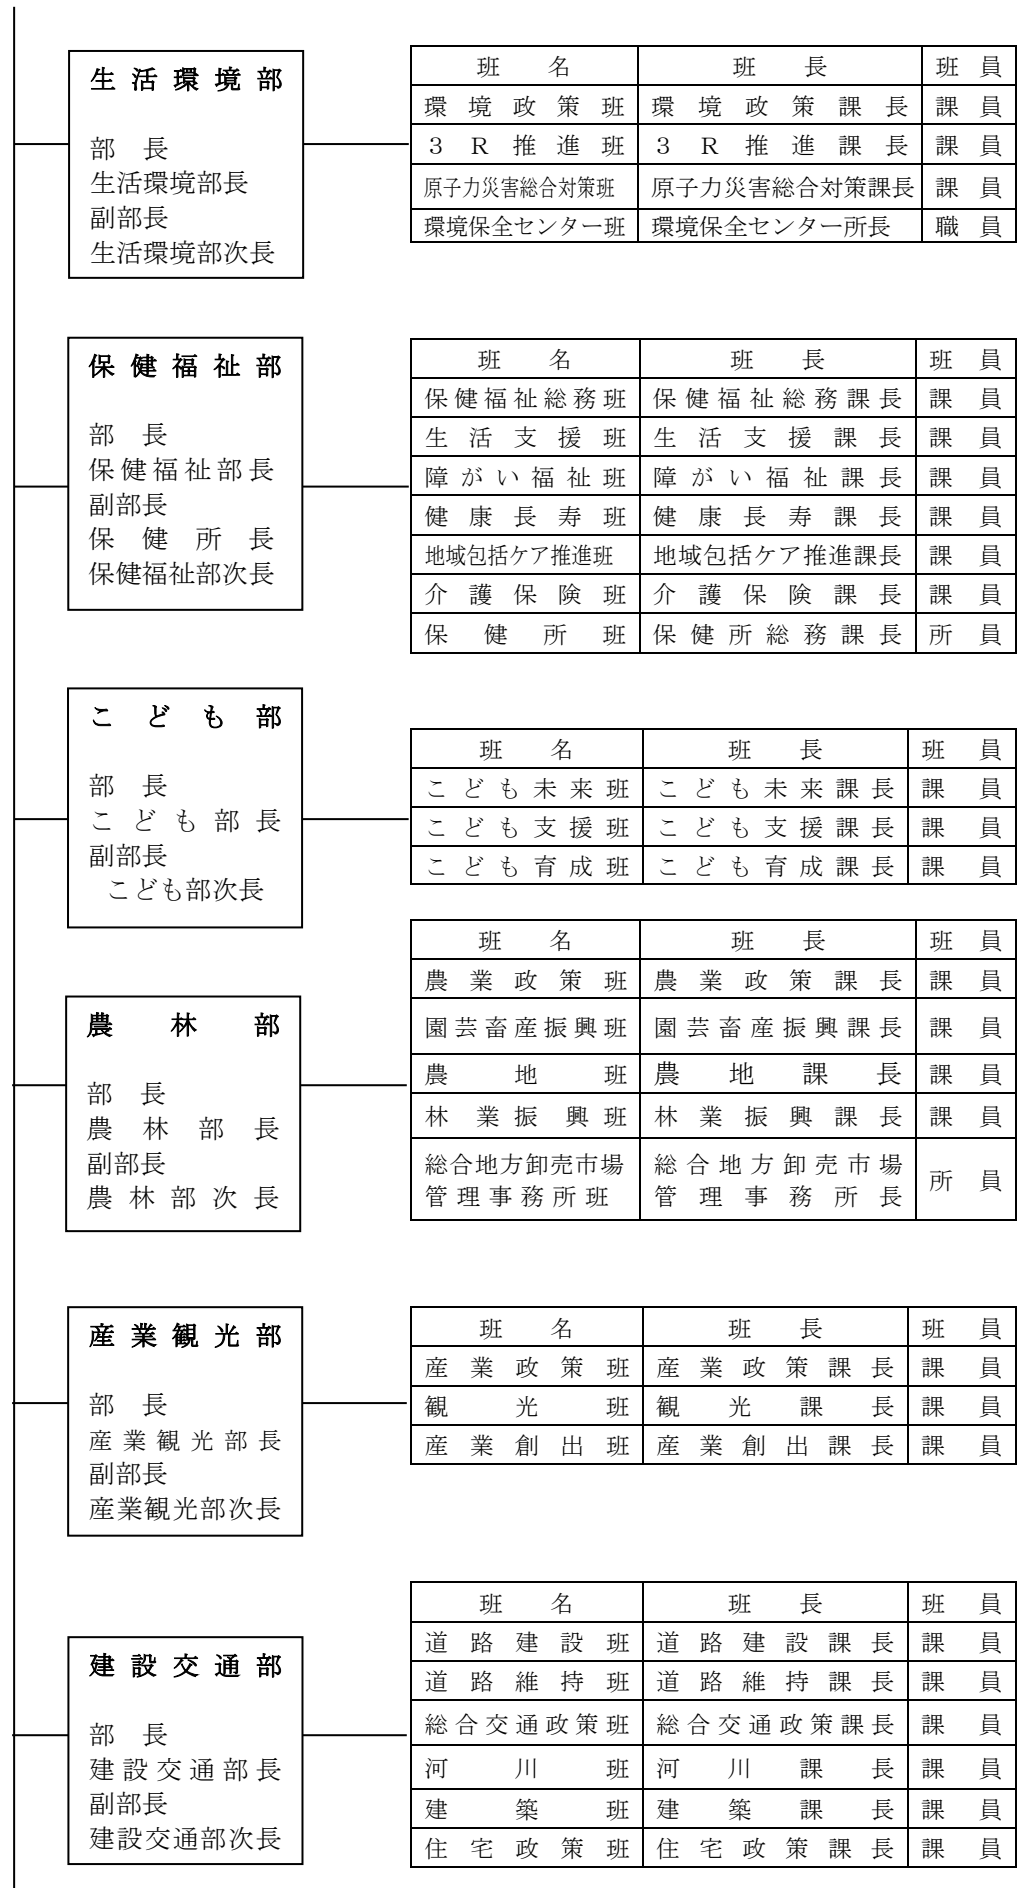 生活環境部
部　長
生活環境部長
副部長
生活環境部次長
班　名　班　長　班　員
環境政策班　環境政策課長　課　員
３Ｒ推進班　３Ｒ推進課長　課　員
原子力災害総合対策班　原子力災害総合対策課長　課　員
環境保全センター班　環境保全センター所長　職　員
保健福祉部
部　長
保健福祉部長
副部長
保健所長
保健福祉部次長
班　名　班　長　班　員
保健福祉総務班　保健福祉総務課長　課　員
生活支援班　生活支援課長　課　員
障がい福祉班　障がい福祉課長　課　員
健康長寿班　健康長寿課長　課　員
地域包括ケア推進班　地域包括ケア推進課長　課　員
介護保険班　介護保険課長　課　員
保健所班　保健所総務課長　所　員
こども部
部　長
こども部長
副部長
こども部次長
班　名　班　長　班　員
こども未来班　こども未来課長　課　員
こども支援班　こども支援課長　課　員
こども育成班　こども育成課長　課　員
農林部
部　長
農林部長
副部長
農林部次長
班　名　班　長　班　員
農業政策班　農業政策課長　課　員
園芸畜産振興班　園芸畜産振興課長　課　員
農地班　農地課長　課　員
林業振興班　林業振興課長　課　員
総合地方卸売市場　総合地方卸売市場
管理事務所班　管理事務所長　所　員
産業観光部
部　長
産業観光部長
副部長
産業観光部次長
班　名　班　長　班　員
産業政策班　産業政策課長　課　員
観光班　観光課長　課　員
産業創出班　産業創出課長　課　員
建設交通部
部　長
建設交通部長
副部長
建設交通部次長
班　名　班　長　班　員
道路建設班　道路建設課長　課　員
道路維持班　道路維持課長　課　員
総合交通政策班　総合交通政策課長　課　員
河川班　河川課長　課　員
建築班　建築課長　課　員
住宅政策班　住宅政策課長　課　員